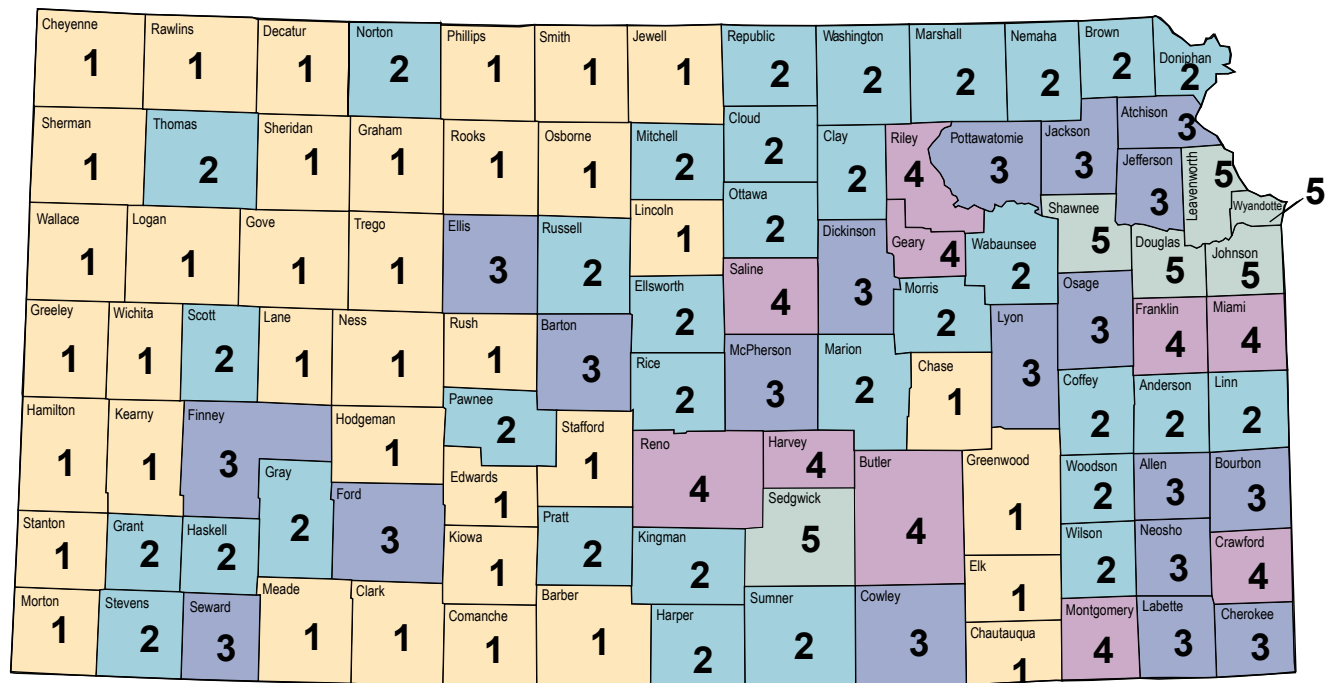 Cheyenne
1
Rawlins
1
Decatur
1
Norton
2
Phillips
1
Smith
1
Jewell
1
Republic
2
Washington
2
Marshall
2
Nemaha
2
Brown
2
Doniphan
2
Sherman
1
Thomas
2
Sheridan
1
Graham
1
Rooks
1
Osborne
1
Mitchell
2
Cloud
2
Clay
2
Riley
4
Pottawatomie
3
Jackson
3
Atchison
3
Jefferson
3
Leavenworth
5
Wyandotte
5
Wallace
1
Logan
1
Gove
1
Trego
1
Ellis
3
Russell
2
Lincoln
1
Ottawa
2
Dickinson
3
Geary
4
Wabaunsee
2
Shawnee
5
Douglas
5
Johnson
5
Saline
4
Ellsworth
2
Morris
2
Osage
3
Franklin
4
Miami
4
Greeley
1
Wichita
1
Scott
2
Lane
1
Ness
1
Rush
1
Barton
3
Rice
2
McPherson
3
Marion
2
Chase
1
Lyon
3
Coffey
2
Anderson
2
Linn
2
Hamilton
1
Kearny
1
Finney
3
Hodgeman
1
Pawnee
2
Stafford
1
Reno
4
Harvey
4
Butler
4
Greenwood
1
Woodson
2
Allen
3
Bourbon
3
Gray
2
Ford
3
Edwards
1
Sedgwick
5
Stanton
1
Grant
2
Haskell
2
Kiowa
1
Pratt
2
Kingman
2
Elk
1
Wilson
2
Neosho
3
Crawford
4
Morton
1
Stevens
2
Seward
3
Meade
1
Clark
1
Comanche
1
Barber
1
Harper
2
Sumner
2
Cowley
3
Chautauqua
1
Montgomery
4
Labette
3
Cherokee
3